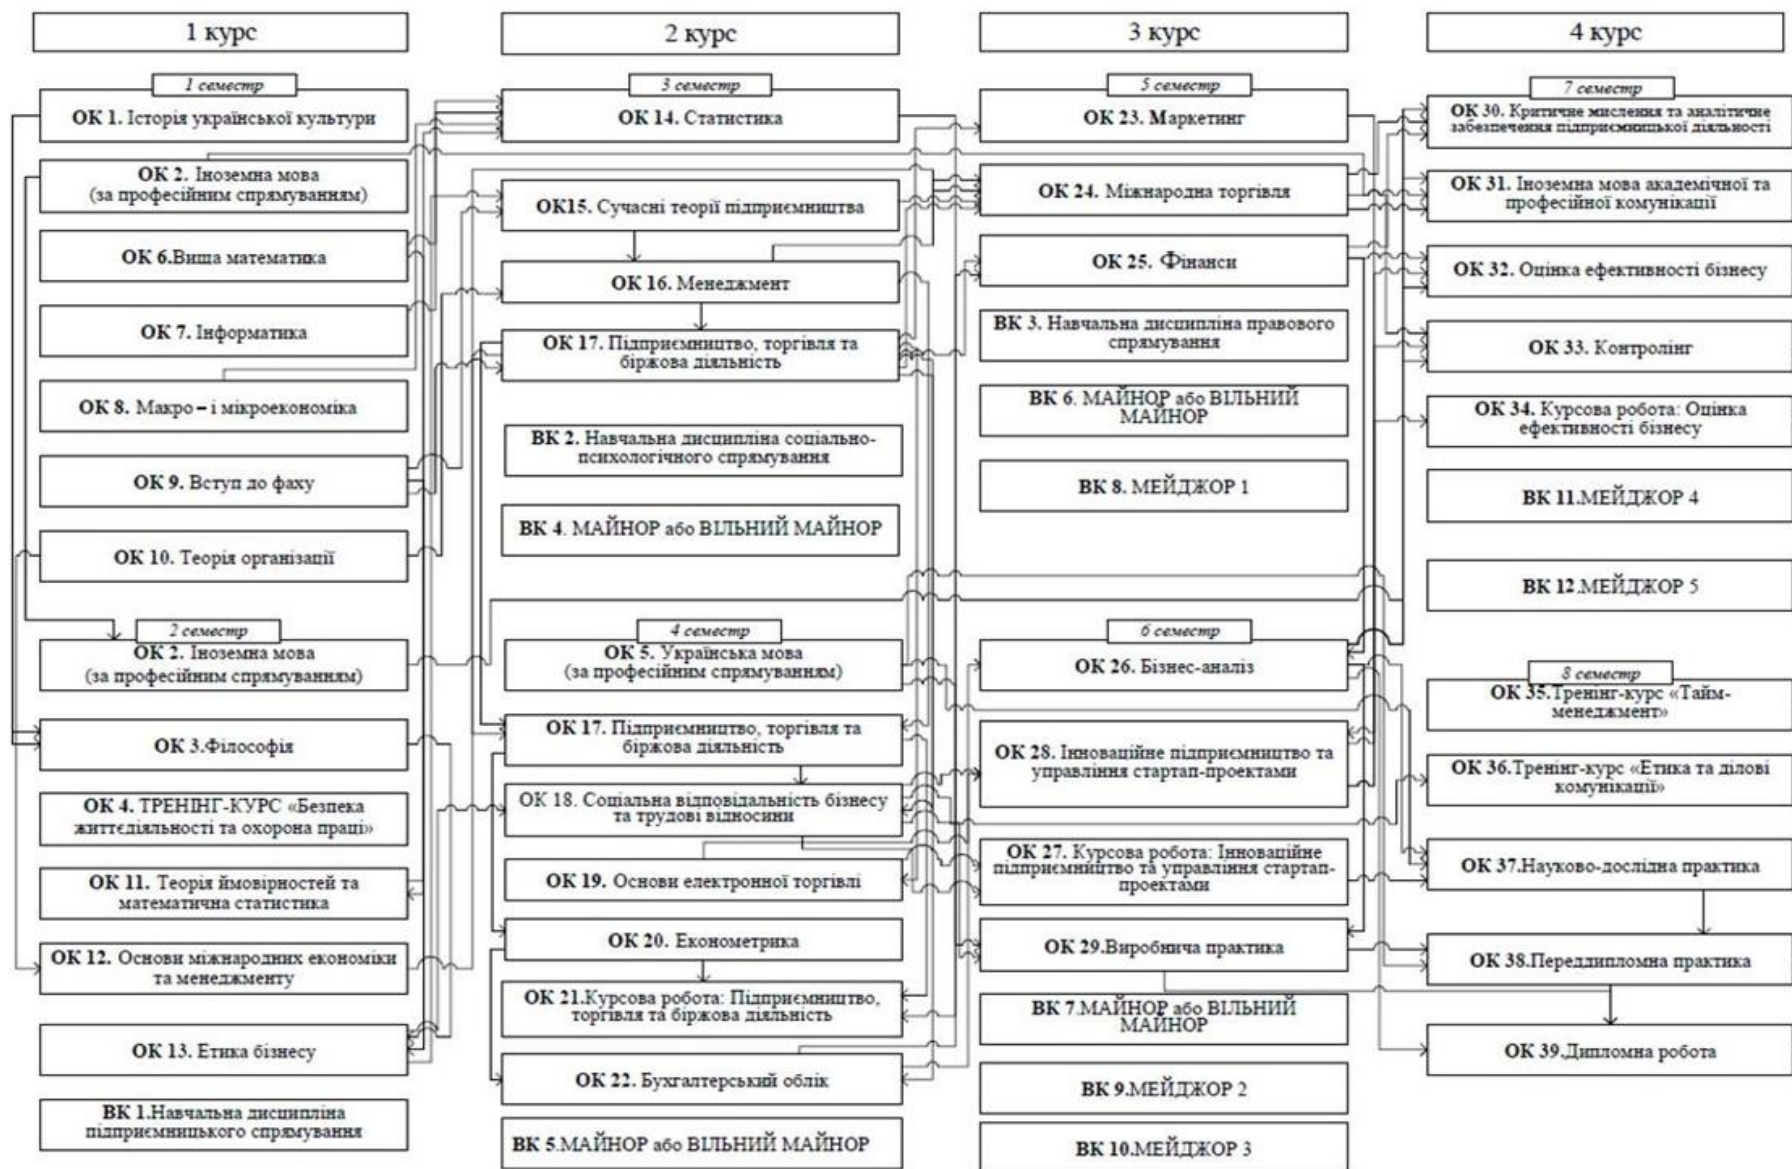 1 курс
1 семестр
ОК 1. Історія української культури
ОК 2. Іноземна мова
(за професійним спрямуванням)
ОК 6.Вища математика
ОК 7. Інформатика
ОК 8. Макро – і мікроекономіка
ОК 9. Вступ до фаху
ОК 10. Теорія організації
2 семестр
ОК 2. Іноземна мова
(за професійним спрямуванням)
ОК 3.Філософія
ОК 4. ТРЕНІНГ-КУРС «Безпека
життєдіяльності та охорона праці»
ОК 11. Теорія ймовірностей та
математична статистика
ОК 12. Основи міжнародних економіки
та менеджменту
ОК 13. Етика бізнесу
ВК 1.Навчальна дисципліна
підприємницького спрямування
2 курс
3 семестр
ОК 14. Статистика
ОК15. Сучасні теорії підприємництва
ОК 16. Менеджмент
ОК 17. Підприємництво, торгівля та
біржова діяльність
ВК 2. Навчальна дисципліна соціально-
психологічного спрямування
ВК 4. МАЙНОР або ВІЛЬНИЙ МАЙНОР
4 семестр
ОК 5. Українська мова
(за професійним спрямуванням)
ОК 17. Підприємництво, торгівля та
біржова діяльність
ОК 18. Соціальна відповідальність бізнесу
та трудові відносини
ОК 19. Основи електронної торгівлі
ОК 20. Економетрика
ОК 21.Курсова робота: Підприємництво,
торгівля та біржова діяльність
ОК 22. Бухгалтерський облік
ВК 5.МАЙНОР або ВІЛЬНИЙ МАЙНОР
3 курс
5 семестр
ОК 23. Маркетинг
ОК 24. Міжнародна торгівля
ОК 25. Фінанси
ВК 3. Навчальна дисципліна правового
спрямування
ВК 6. МАЙНОР або ВІЛЬНИЙ
МАЙНОР
ВК 8. МЕЙДЖОР 1
6 семестр
ОК 26. Бізнес-аналіз
ОК 28. Інноваційне підприємництво та
управління стартап-проектами
ОК 27. Курсова робота: Інноваційне
підприємництво та управління стартап-
проектами
ОК 29.Виробнича практика
ВК 7.МАЙНОР або ВІЛЬНИЙ
МАЙНОР
ВК 9.МЕЙДЖОР 2
ВК 10.МЕЙДЖОР 3
4 курс
7 семестр
ОК 30. Критичне мислення та аналітичне
забезпечення підприємницької діяльності
ОК 31. Іноземна мова академічної та
професійної комунікації
ОК 32. Оцінка ефективності бізнесу
ОК 33. Контролінг
ОК 34. Курсова робота: Оцінка
ефективності бізнесу
ВК 11.МЕЙДЖОР 4
ВК 12.МЕЙДЖОР 5
8 семестр
ОК 35.Тренінг-курс «Тайм-
менеджмент»
ОК 36.Тренінг-курс «Етика та ділові
комунікації»
ОК 37.Науково-дослідна практика
ОК 38.Переддипломна практика
ОК 39.Дипломна робота